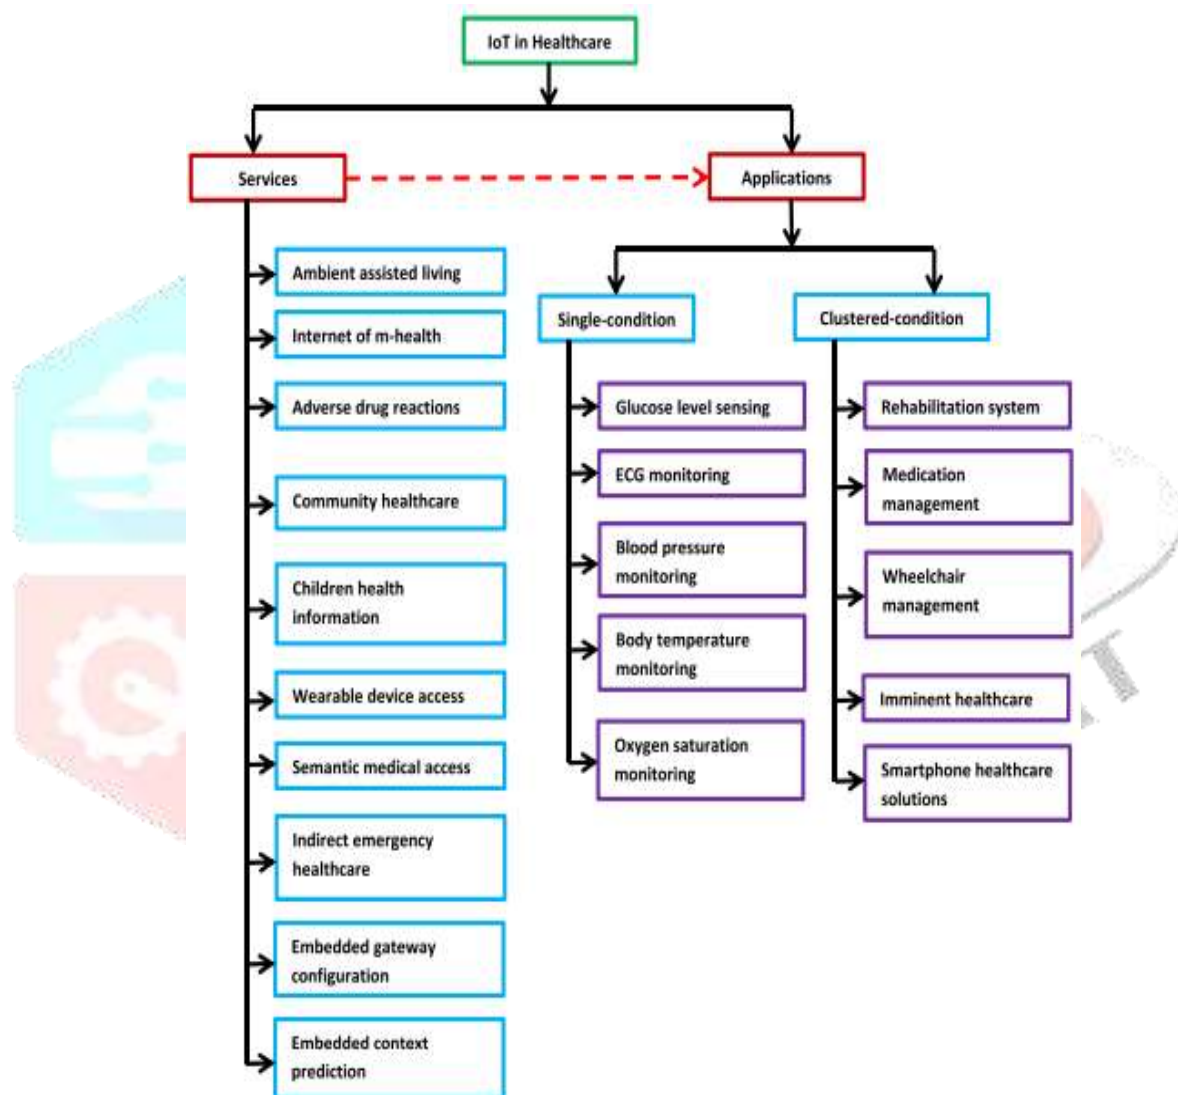 IoT in Healthcare
Services
Applications
Ambient assisted living
Internet of m-health
Adverse drug reactions
Community healthcare
Children health
information
Wearable device access
Semantic medical access
Indirect emergency
healthcare
Embedded gateway
configuration
Embedded context
prediction
Single-condition
Glucose level sensing
ECG monitoring
Blood pressure
monitoring
Body temperature
monitoring
Oxygen saturation
monitoring
Clustered-condition
Rehabilitation system
Medication
management
Wheelchair
management
Imminent healthcare
Smartphone healthcare
solutions